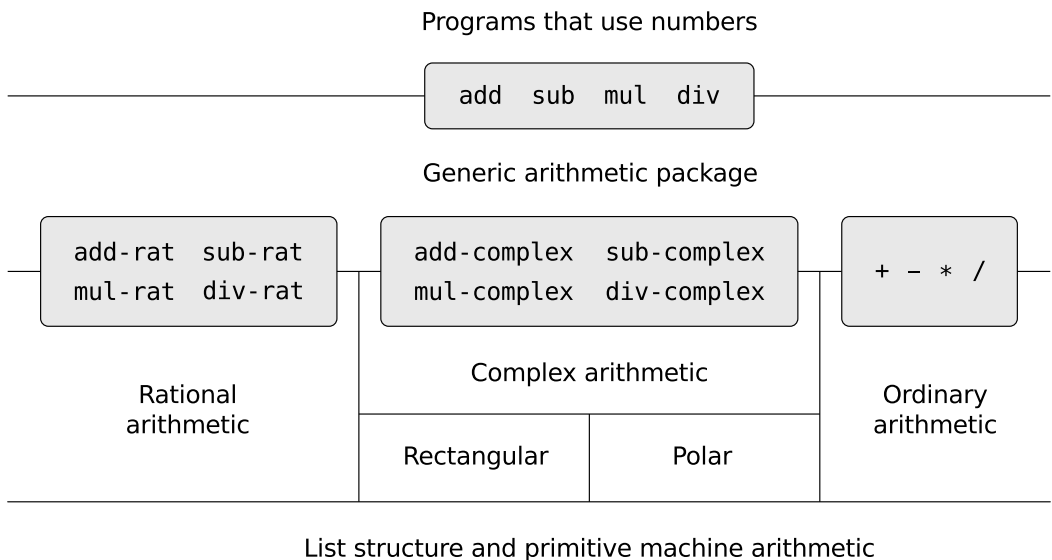 Programs that use numbers
add sub mul div
Generic arithmetic package
add-rat sub-rat
mul-rat div-rat
add-complex sub-complex
mul-complex div-complex
+ − * /
Rational
arithmetic
Complex arithmetic
Rectangular
Polar
Ordinary
arithmetic
List structure and primitive machine arithmetic